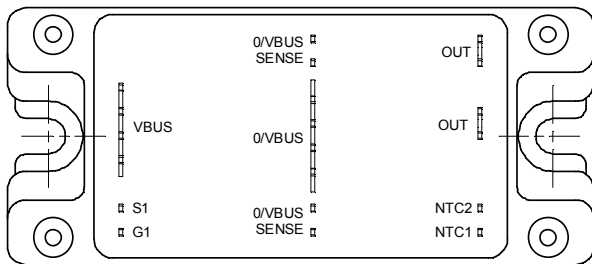 0/VBUS
SENSE
OUT
VBUS
0/VBUS
OUT
S1
G1
0/VBUS
SENSE
NTC2
NTC1